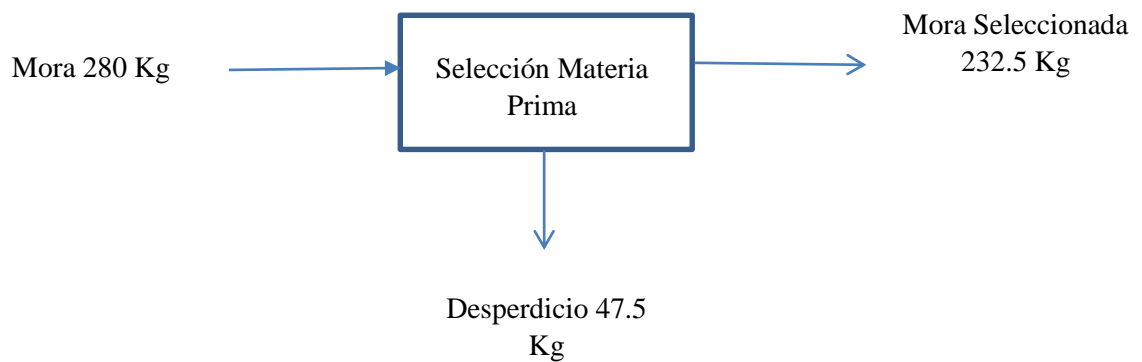 Mora 280 Kg
Selección Materia
Prima
Mora Seleccionada
232.5 Kg
Desperdicio 47.5
Kg